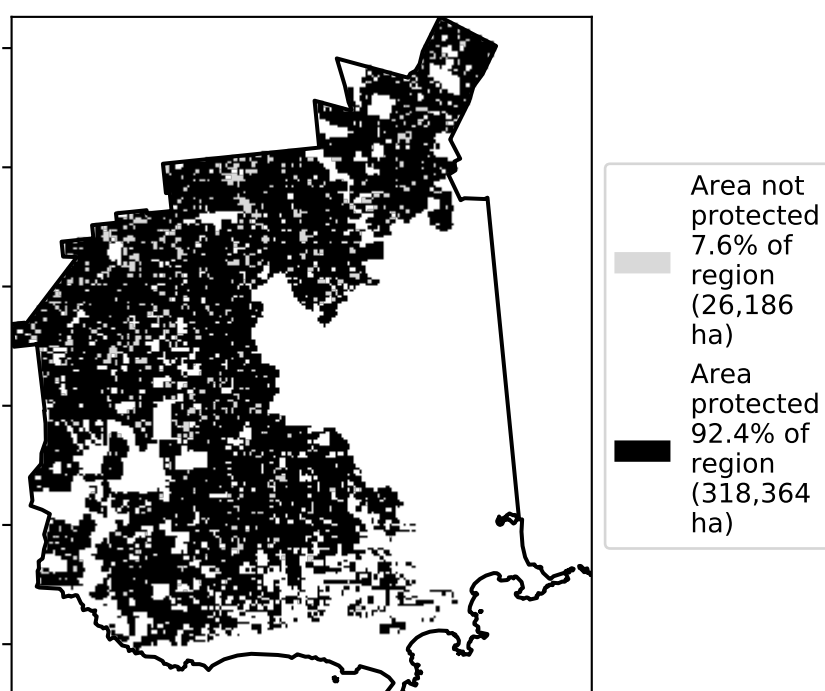 Area not
protected
7.6% of
region
(26,186
ha)
Area
protected
92.4% of
region
(318,364
ha)